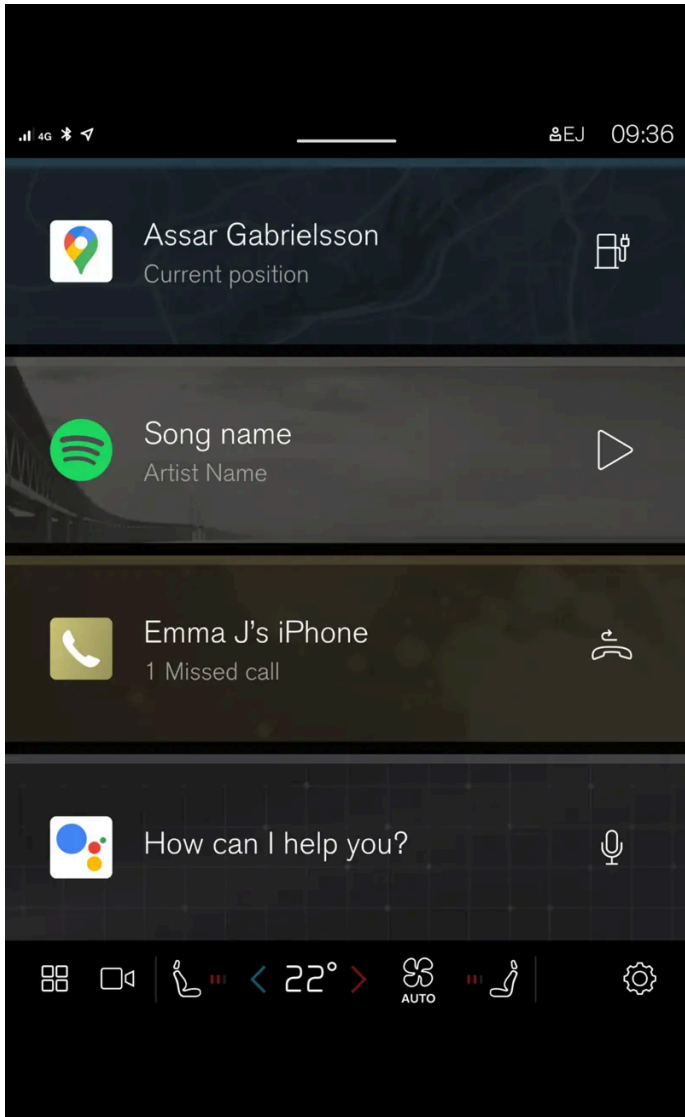 4G
EJ 09:36
Assar Gabrielsson
Current position
Song name
Artist Name
Emma J’s iPhone
1 Missed call
How can I help you?
22°
AUTO